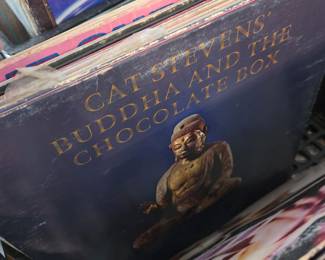 CAT STEVENS'
BUDDHA AND THE
CHOCOLATE BOX